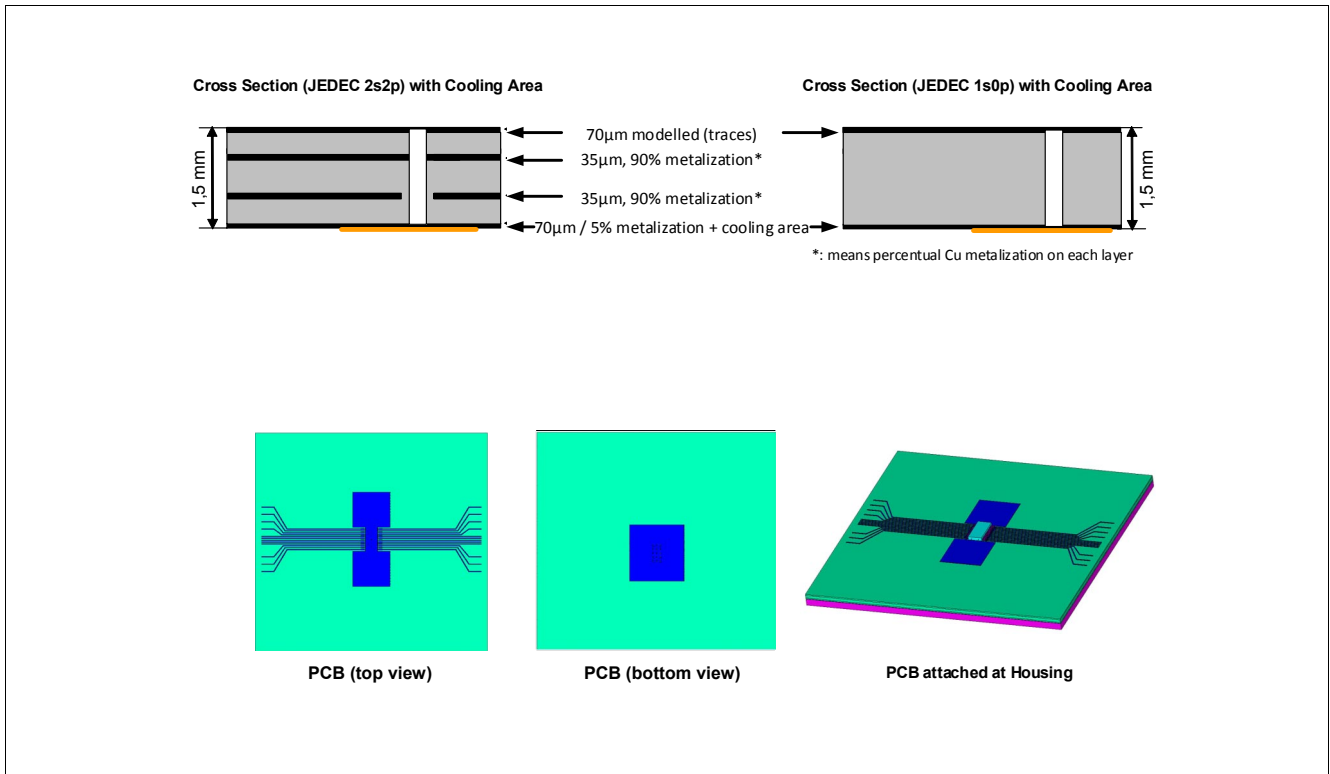 Cross Section (JEDEC 2s2p) with Cooling Area
Cross Section (JEDEC 1s0p) with Cooling Area
1,5 mm
70µm modelled (traces)
35µm, 90% metalization*
35µm, 90% metalization*
70µm / 5% metalization + cooling area
1,5 mm
*: means percentual Cu metalization on each layer
PCB (top view)
PCB (bottom view)
PCB attached at Housing